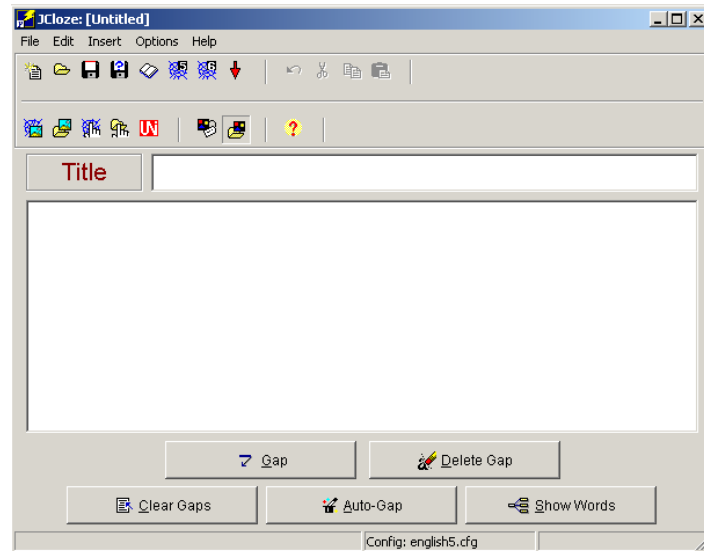 JCloze: [Untitled]
File Edit Insert Options Help
Title
Gap
Delete Gap
Clear Gaps
Auto-Gap
Show Words
Config: english5.cfg